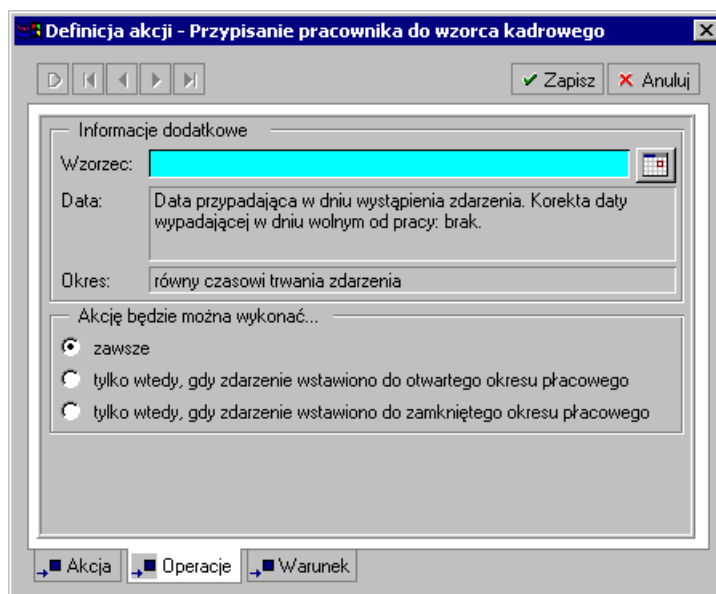 Definicja akcji - Przypisanie pracownika do wzorca kadrowego
Zapisz Anuluj
Informacje dodatkowe
Wzorzec:
Data: Data przypadająca w dniu wystąpienia zdarzenia. Korekta daty
wypadającej w dniu wolnym od pracy: brak.
Okres: równy czasowi trwania zdarzenia
Akcję będzie można wykonać...
zawsze
tylko wtedy, gdy zdarzenie wstawiono do otwartego okresu płacowego
tylko wtedy, gdy zdarzenie wstawiono do zamkniętego okresu płacowego
Akcja Operacje Warunek